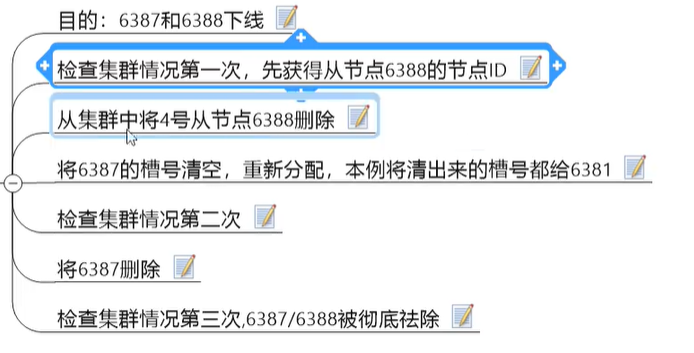 目的：6387和6388下线
检查集群情况第一次，先获得从节点6388的节点ID
从集群中将4号从节点6388删除
将6387的槽号清空，重新分配，本例将清出来的槽号都给6381
检查集群情况第二次
将6387删除
检查集群情况第三次,6387/6388被彻底祛除